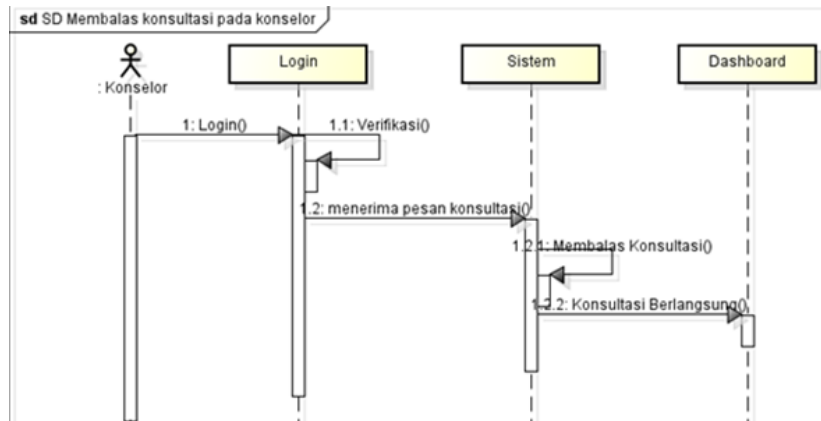 sd SD Membalas konsultasi pada konselor
: Konselor
Login
Sistem
Dashboard
1: Login()
1.1: Verifikasi()
1.2: menerima pesan konsultasi()
1.2.1: Membalas Konsultasi()
1.2.2: Konsultasi Berlangsung()